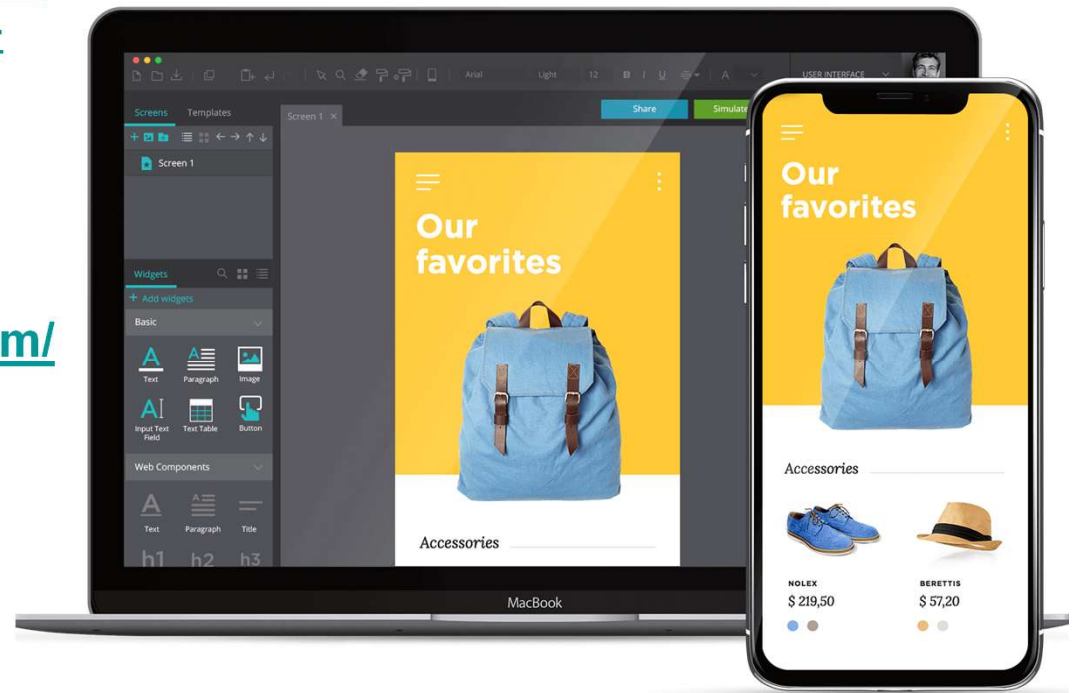 m/
Arial Light 12 B I U A USER INTERFACE
Screens Templates
Screen 1 ×
Share Simulate
Screen 1
Our
favorites
Widgets
+ Add widgets
Basic
Text Paragraph Image
Input Text
Field
Text Table Button
Web Components
Text Paragraph Title
h1 h2 h3
Accessories
MacBook
Our
favorites
Accessories
NOLEX BERETTIS
$ 219,50 $ 57,20